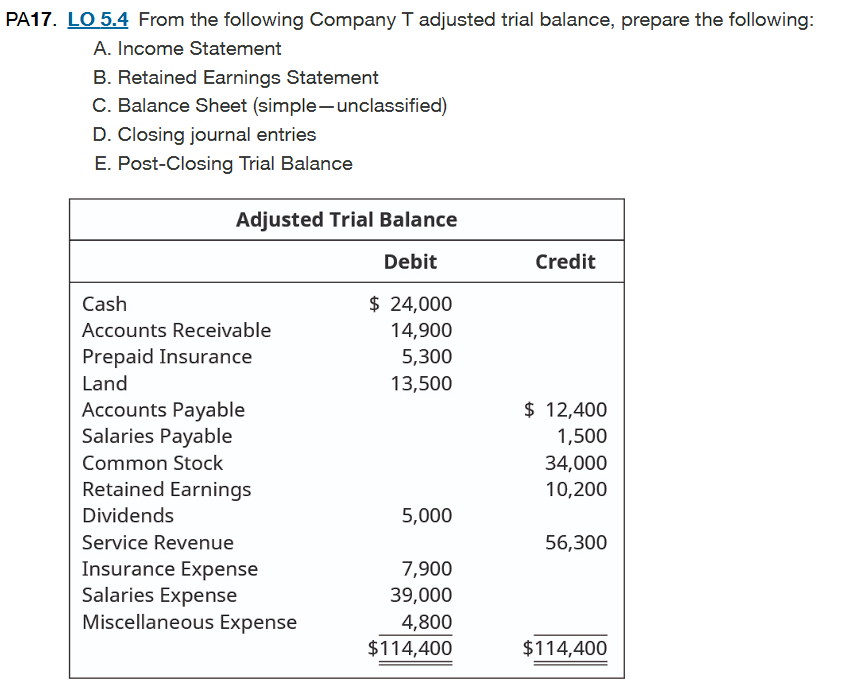 PA17. LO 5.4 From the following Company T adjusted trial balance, prepare the following:
A. Income Statement
B. Retained Earnings Statement
C. Balance Sheet (simple—unclassified)
D. Closing journal entries
E. Post-Closing Trial Balance
Adjusted Trial Balance
Debit Credit
Cash $ 24,000
Accounts Receivable 14,900
Prepaid Insurance 5,300
Land 13,500
Accounts Payable $ 12,400
Salaries Payable 1,500
Common Stock 34,000
Retained Earnings 10,200
Dividends 5,000
Service Revenue 56,300
Insurance Expense 7,900
Salaries Expense 39,000
Miscellaneous Expense 4,800
$114,400 $114,400